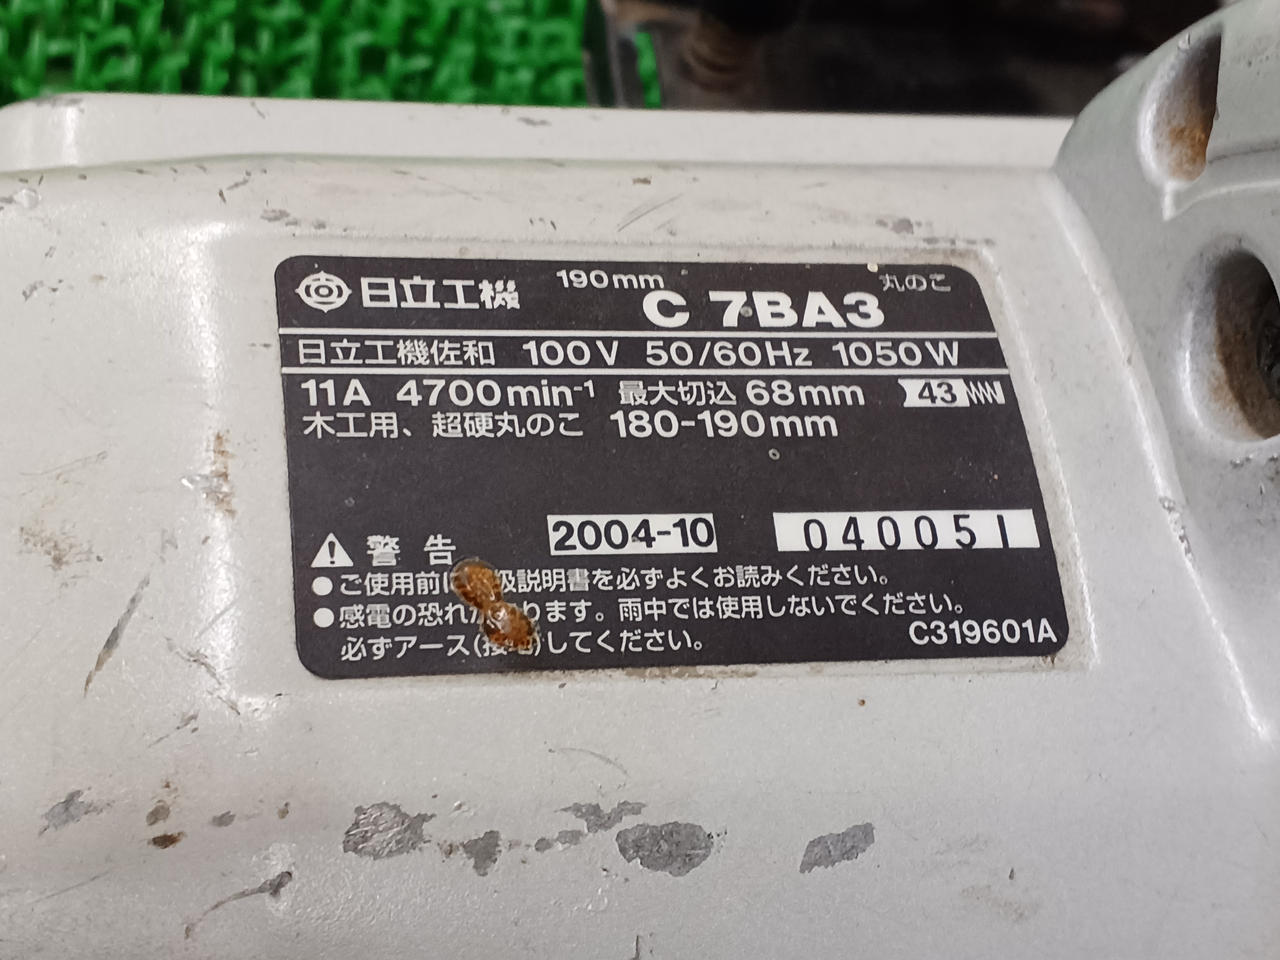 日立工機 190mm C 7BA3 丸のこ
日立工機佐和 100V 50/60Hz 1050W
11A 4700min-1 最大切込 68mm 43
木工用、超硬丸のこ 180-190mm
2004-10 040051
警告
●ご使用前に 説明書を必ずよくお読みください。
●感電の恐れ ります。雨中では使用しないでください。
必ずアース( )してください。
C319601A